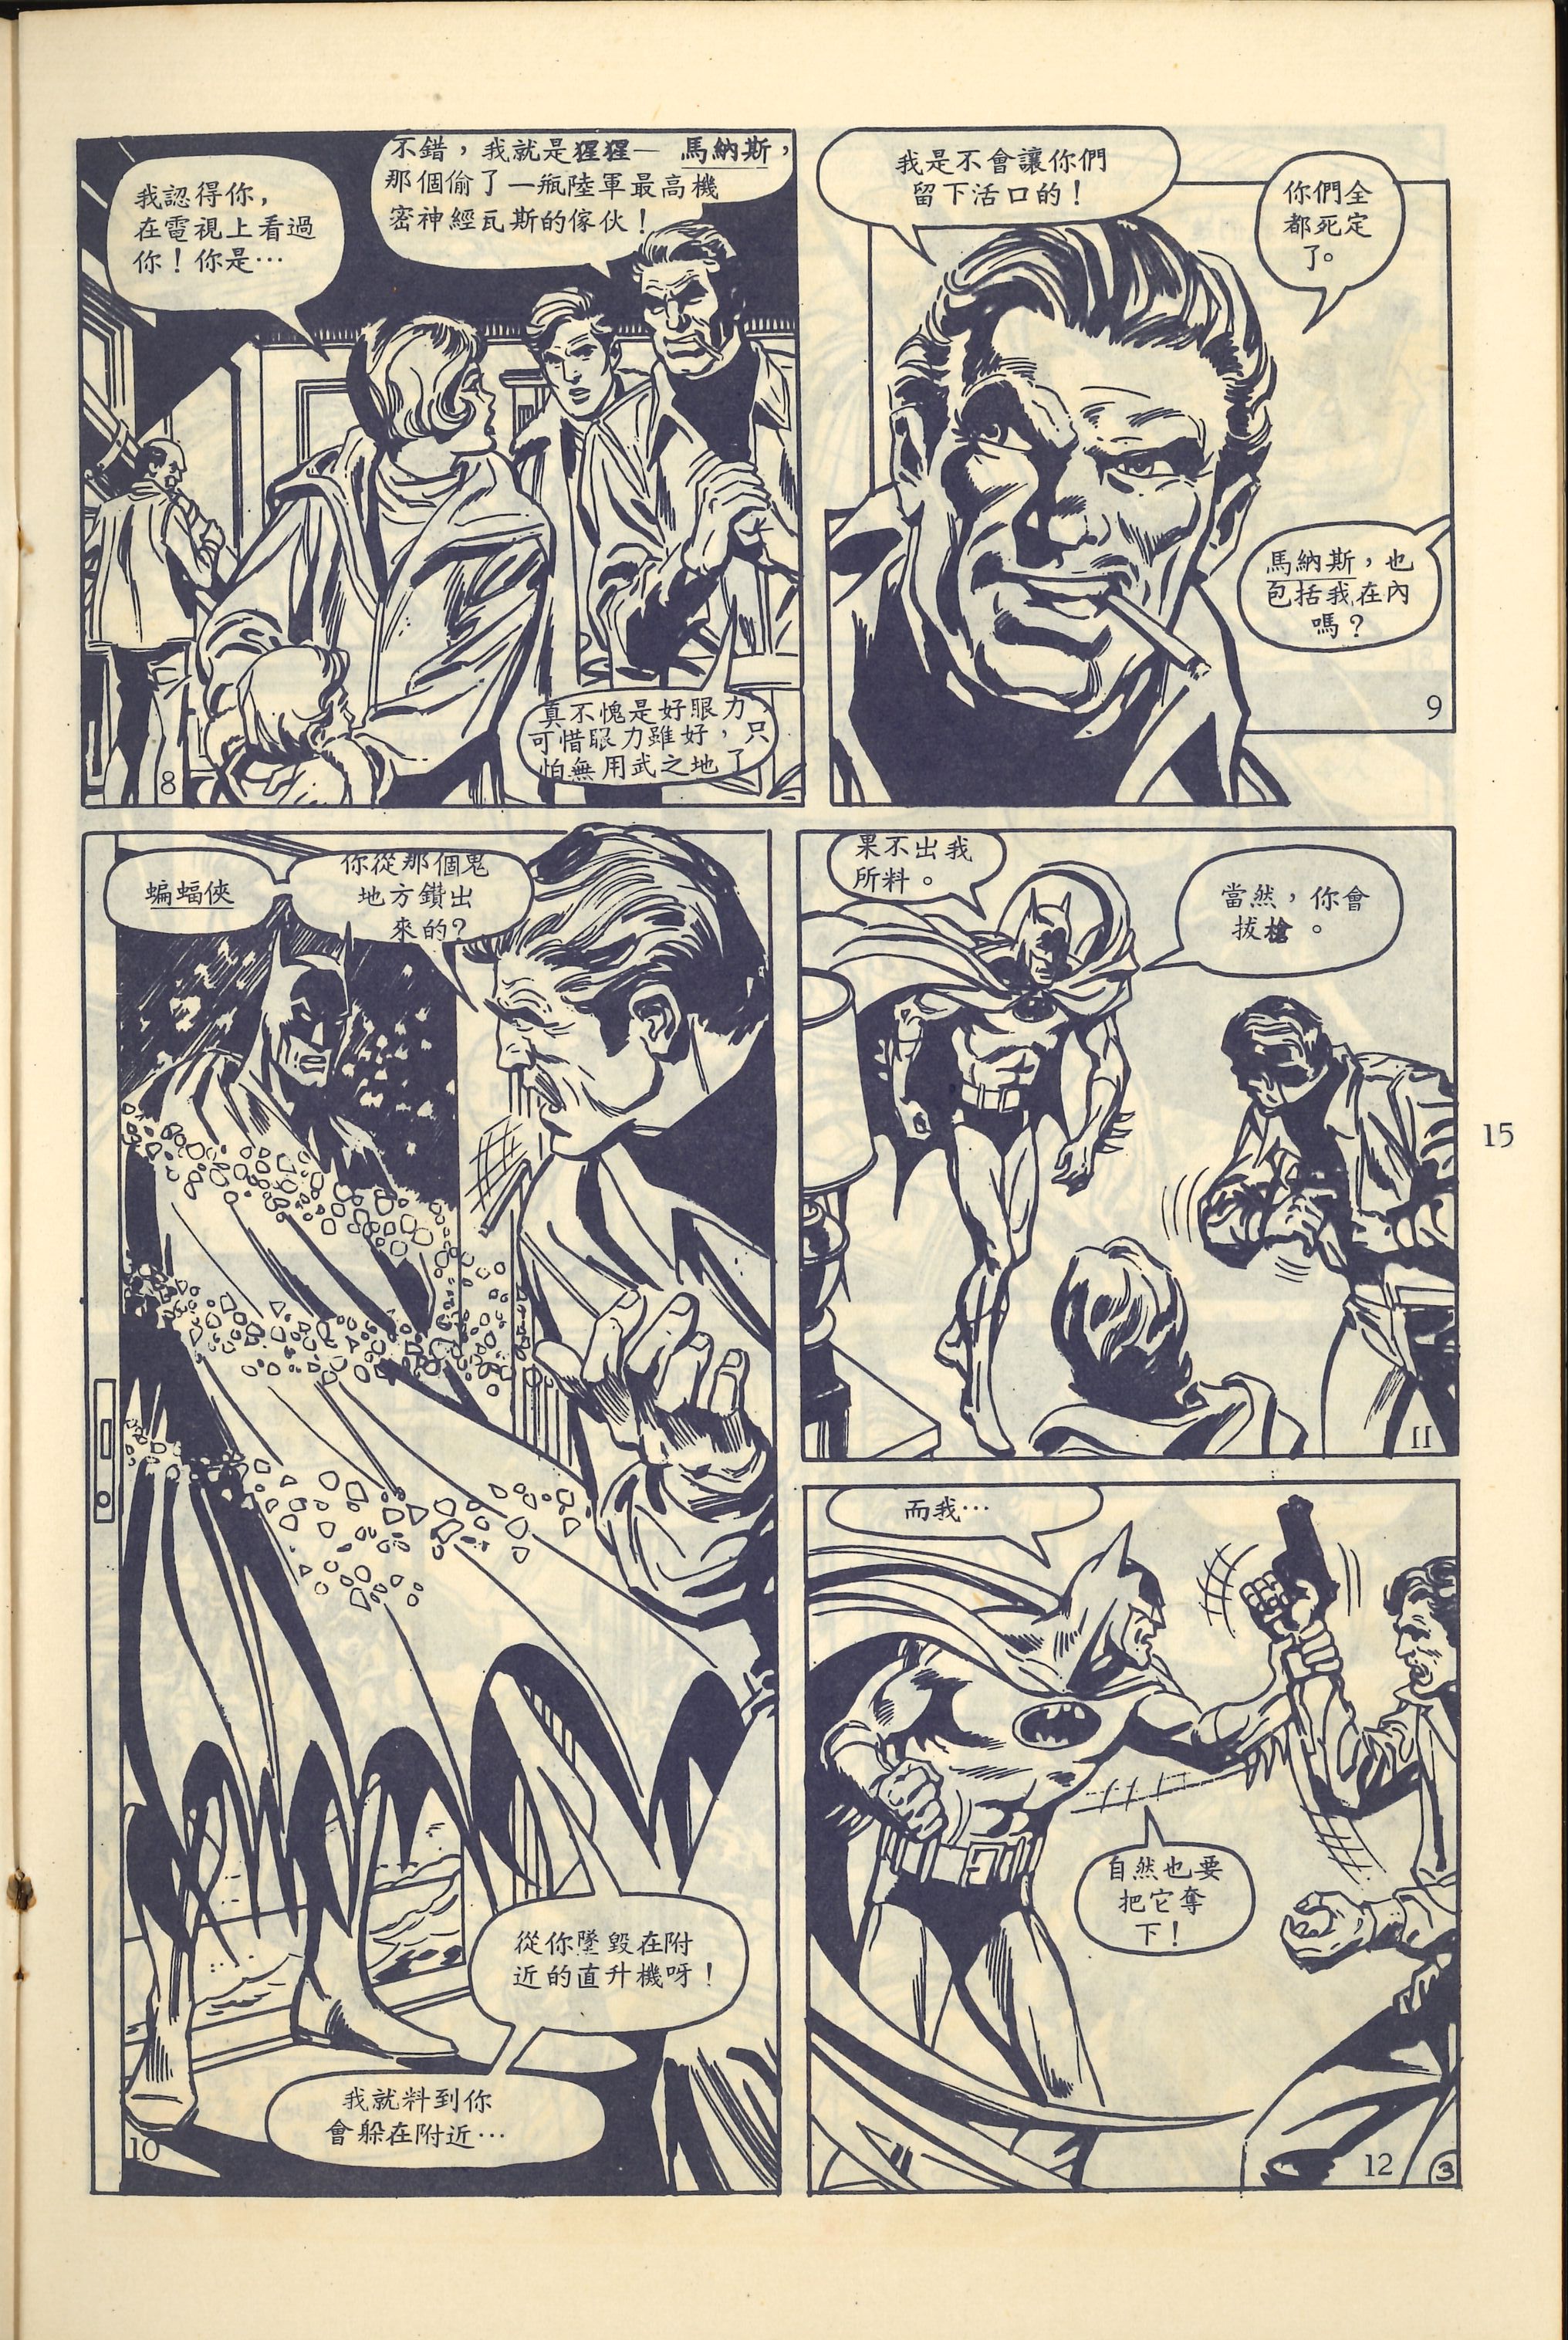 我認得你，
在電視上看過
你！你是…
不錯，我就是猩猩— 馬納斯，
那個偷了一瓶陸軍最高機
密神經瓦斯的傢伙！
真不愧是好眼力
可惜眼力雖好，只
怕無用武之地了
8
我是不會讓你們
留下活口的！
你們全
都死定
了。
馬納斯，也
包括我在內
嗎？
9
蝙蝠俠
你從那個鬼
地方鑽出
來的？
從你墜毀在附
近的直升機呀！
我就料到你
會躲在附近…
10
果不出我
所料。
當然，你會
拔槍。
11
而我…
自然也要
把它奪
下！
12
3
15